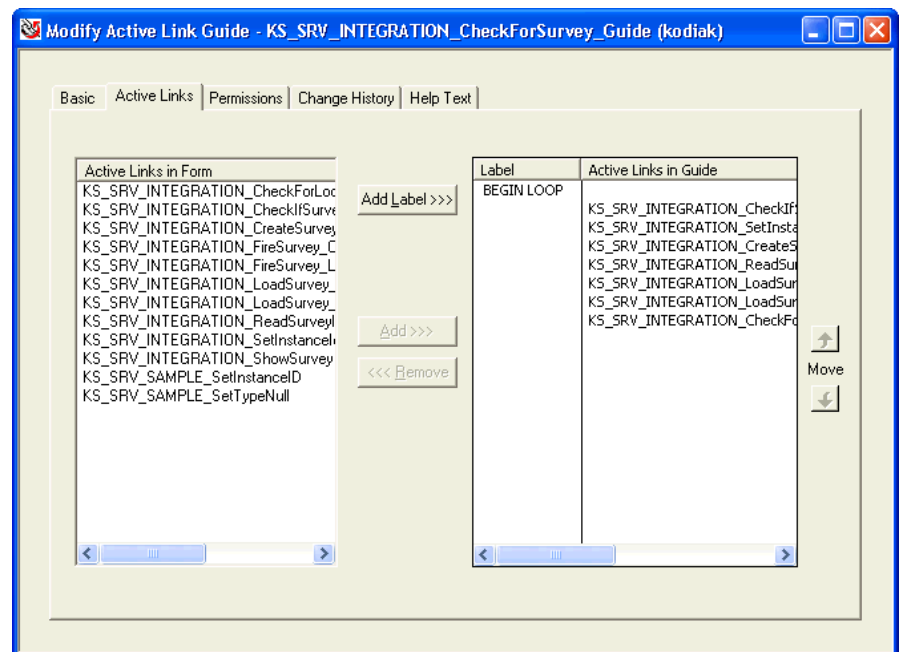 Modify Active Link Guide - KS_SRV_INTEGRATION_CheckForSurvey_Guide (kodiak)
Basic Active Links Permissions Change History Help Text
Active Links in Form
KS_SRV_INTEGRATION_CheckForLoc
KS_SRV_INTEGRATION_CheckIfSurve
KS_SRV_INTEGRATION_CreateSurvey
KS_SRV_INTEGRATION_FireSurvey_C
KS_SRV_INTEGRATION_FireSurvey_L
KS_SRV_INTEGRATION_LoadSurvey_
KS_SRV_INTEGRATION_LoadSurvey_
KS_SRV_INTEGRATION_ReadSurveyI
KS_SRV_INTEGRATION_SetInstanceI
KS_SRV_INTEGRATION_ShowSurvey
KS_SRV_SAMPLE_SetInstanceID
KS_SRV_SAMPLE_SetTypeNull
Add Label >>>
Add >>>
<<< Remove
Label Active Links in Guide
BEGIN LOOP
KS_SRV_INTEGRATION_CheckIfS
KS_SRV_INTEGRATION_SetInsta
KS_SRV_INTEGRATION_CreateS
KS_SRV_INTEGRATION_ReadSur
KS_SRV_INTEGRATION_LoadSur
KS_SRV_INTEGRATION_LoadSur
KS_SRV_INTEGRATION_CheckFo
Move